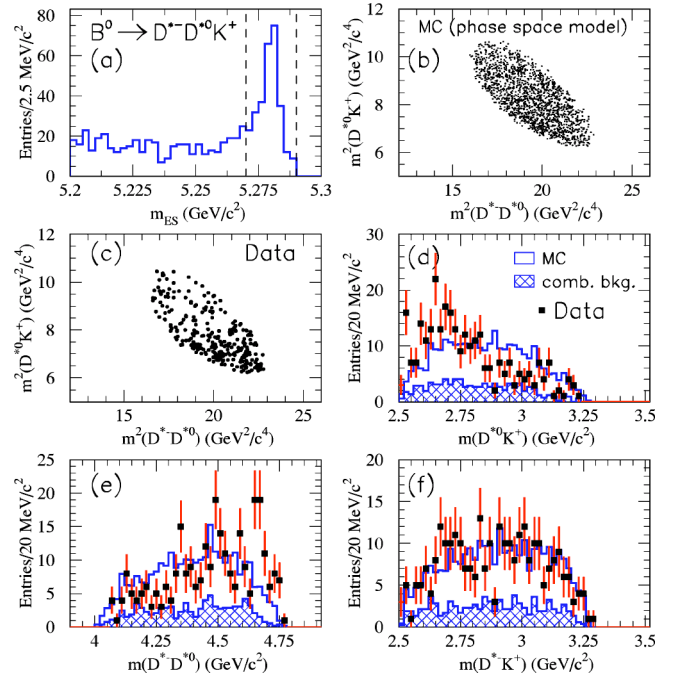 B⁰ → D*⁻D*⁰K⁺
(a)
Entries/2.5 MeV/c²
80
60
40
20
0
5.2 5.225 5.25 5.275 5.3
m_ES (GeV/c²)
MC (phase space model)
(b)
m²(D*⁰K⁺) (GeV²/c⁴)
12
10
8
6
15 20 25
m²(D*⁻D*⁰) (GeV²/c⁴)
(c)
Data
m²(D*⁰K⁺) (GeV²/c⁴)
12
10
8
6
15 20 25
m²(D*⁻D*⁰) (GeV²/c⁴)
(d)
MC
comb. bkg.
Data
Entries/20 MeV/c²
30
20
10
0
2.5 2.75 3 3.25 3.5
m(D*⁰K⁺) (GeV/c²)
(e)
Entries/20 MeV/c²
25
20
15
10
5
0
4 4.25 4.5 4.75
m(D*⁻D*⁰) (GeV/c²)
(f)
Entries/20 MeV/c²
20
15
10
5
0
2.5 2.75 3 3.25 3.5
m(D*⁻K⁺) (GeV/c²)